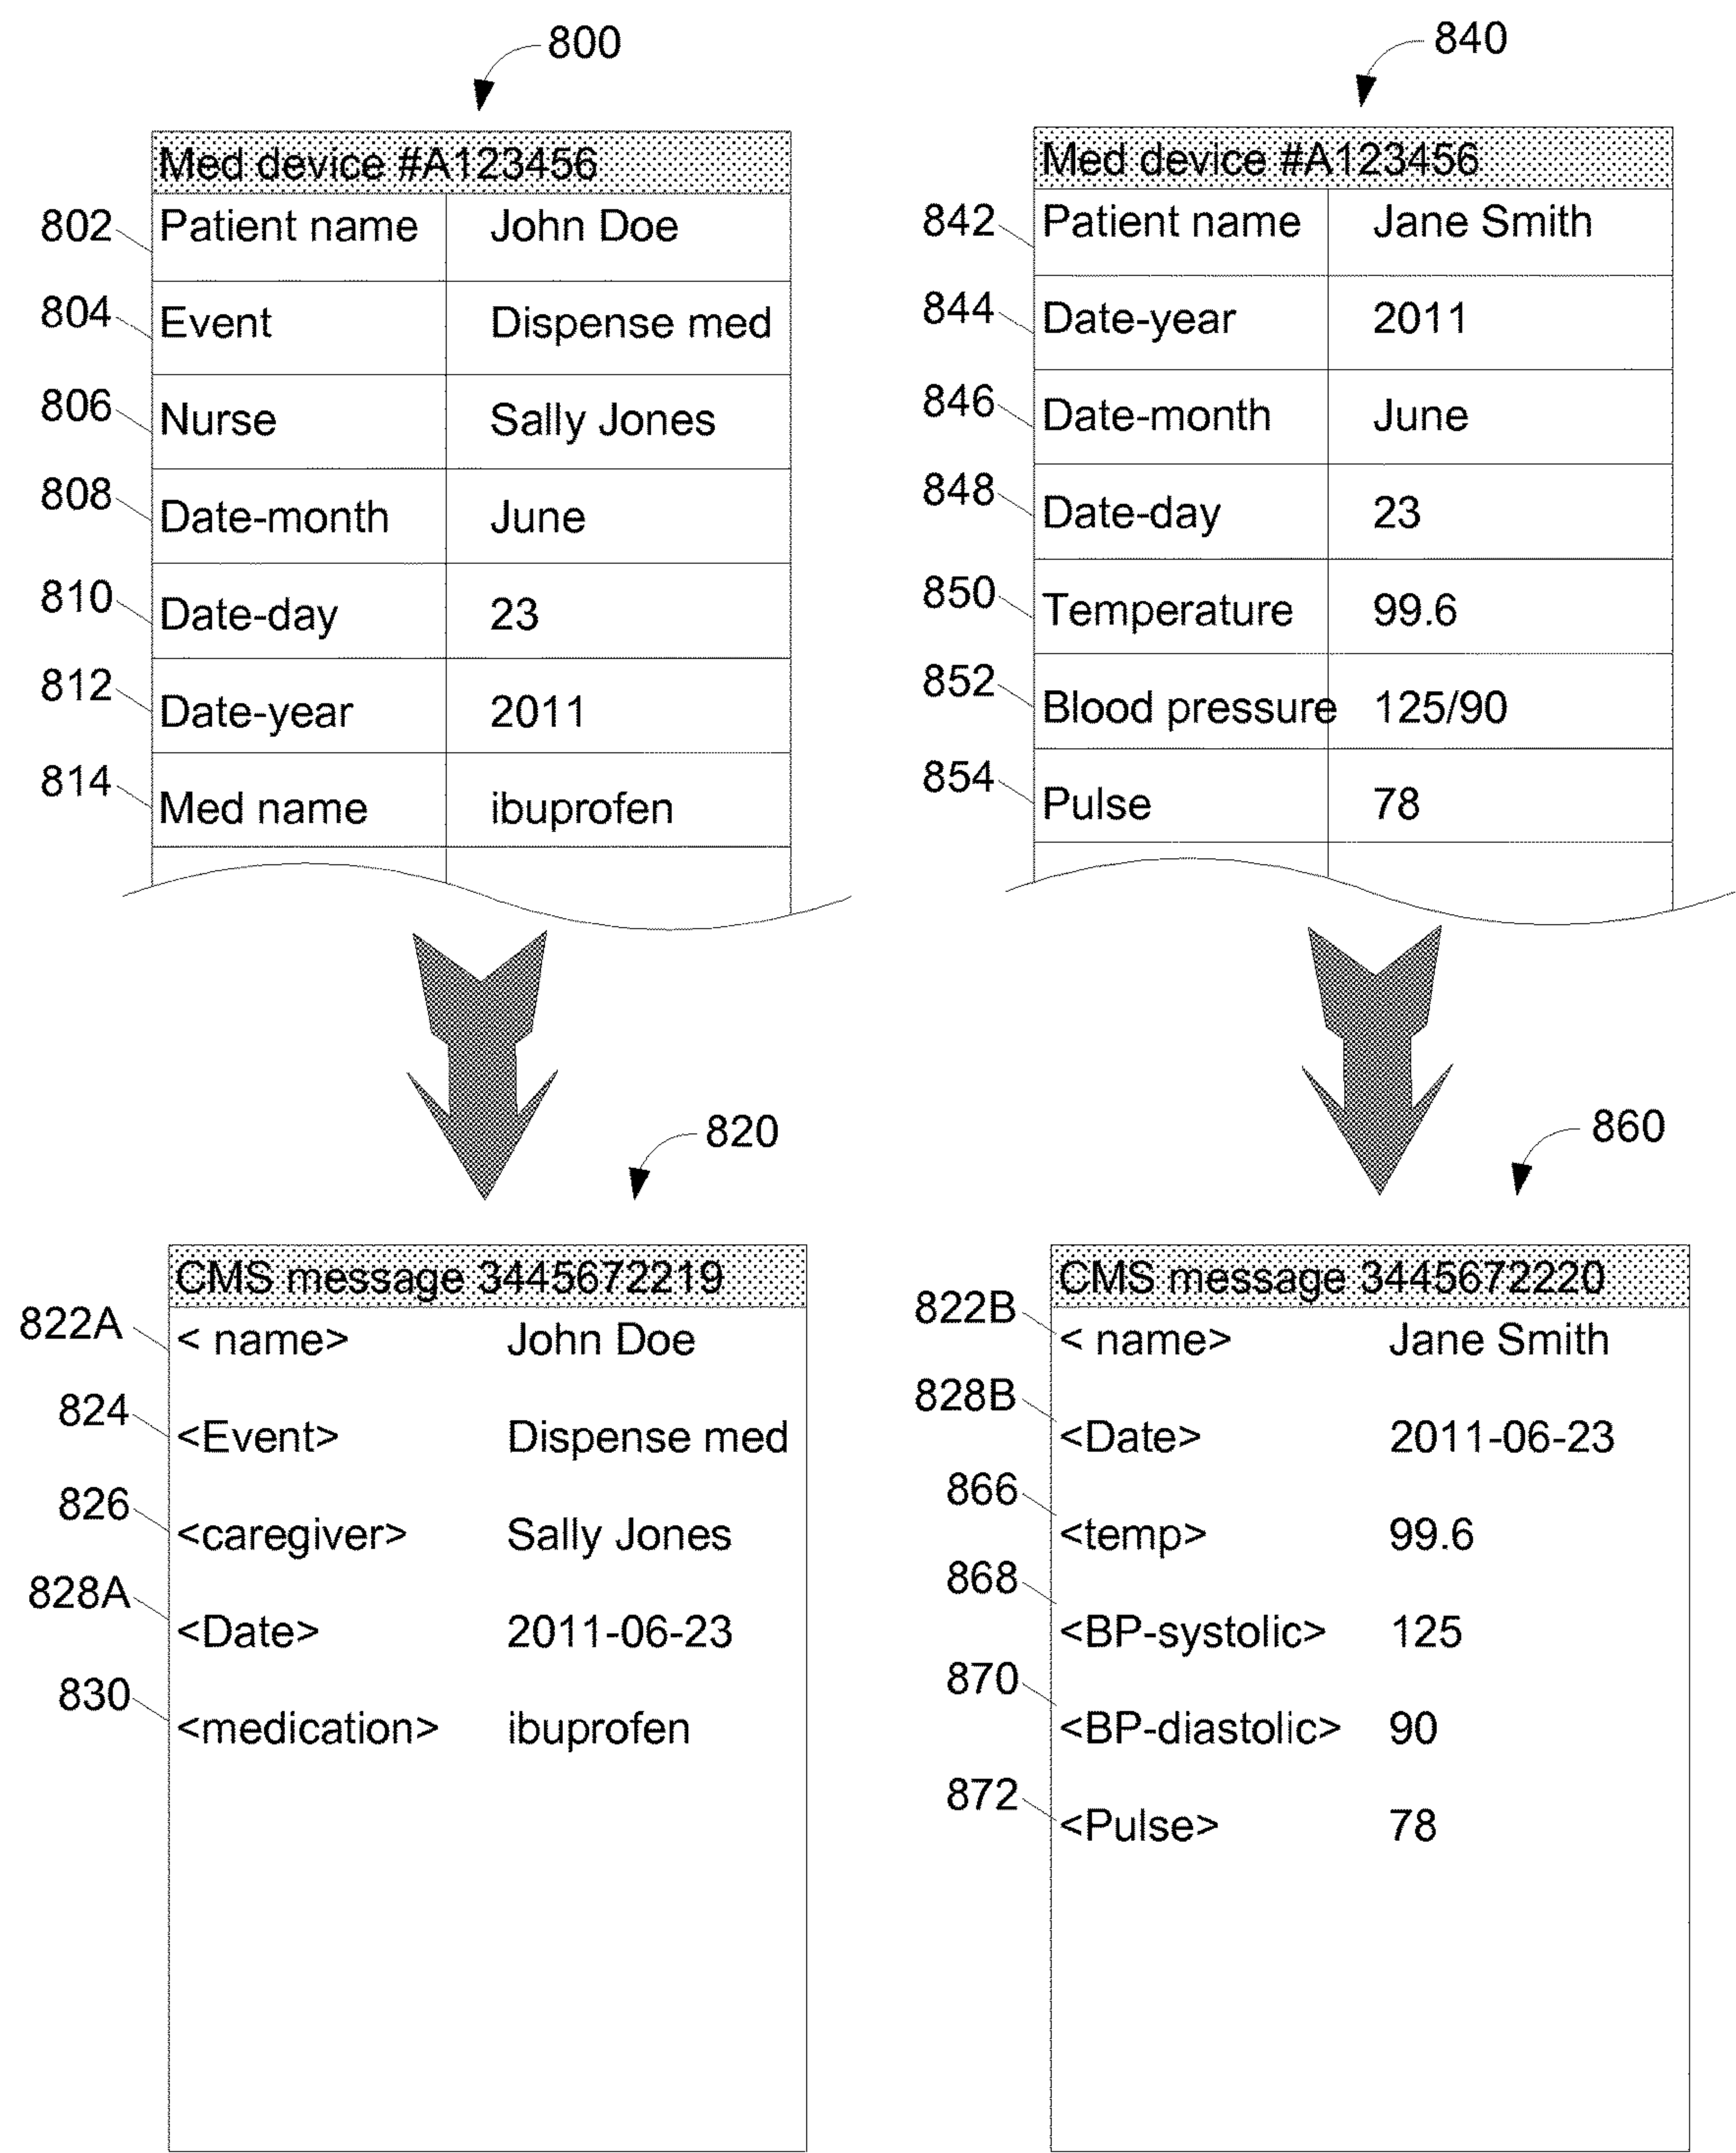 800
Med device #A123456
802 Patient name John Doe
804 Event Dispense med
806 Nurse Sally Jones
808 Date-month June
810 Date-day 23
812 Date-year 2011
814 Med name ibuprofen
820
CMS message 3445672219
822A < name> John Doe
824 <Event> Dispense med
826 <caregiver> Sally Jones
828A <Date> 2011-06-23
830 <medication> ibuprofen
840
Med device #A123456
842 Patient name Jane Smith
844 Date-year 2011
846 Date-month June
848 Date-day 23
850 Temperature 99.6
852 Blood pressure 125/90
854 Pulse 78
860
CMS message 3445672220
822B < name> Jane Smith
828B <Date> 2011-06-23
866 <temp> 99.6
868 <BP-systolic> 125
870 <BP-diastolic> 90
872 <Pulse> 78